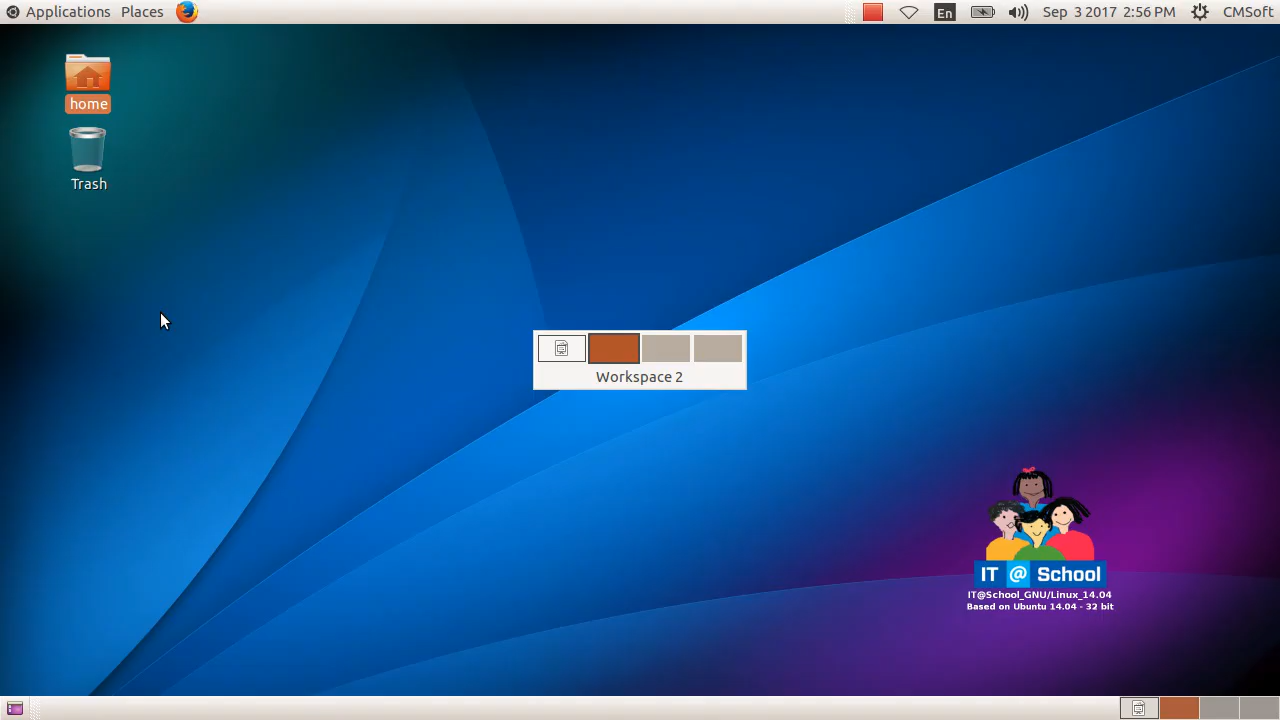 Applications Places En Sep 3 2017 2:56 PM CMSoft
home
Trash
Workspace 2
IT @ School
IT@School_GNU/Linux_14.04
Based on Ubuntu 14.04 - 32 bit